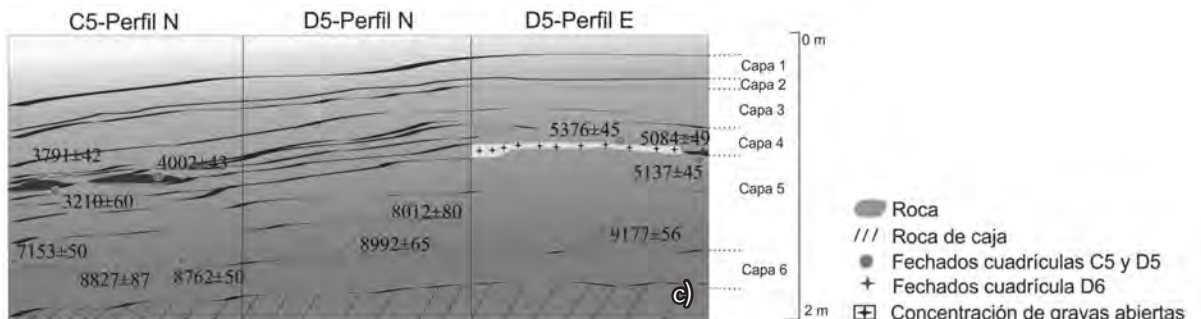 C5-Perfil N
D5-Perfil N
D5-Perfil E
0 m
Capa 1
Capa 2
Capa 3
5376±45
5084±49
Capa 4
3791±42
4002±43
5137±45
Capa 5
3210±60
8012±80
Roca
7153±50
8992±65
9177±56
Roca de caja
8827±87
8762±50
Capa 6
Fechados cuadrículas C5 y D5
Fechados cuadrícula D6
c)
2 m
Concentración de gravas abiertas